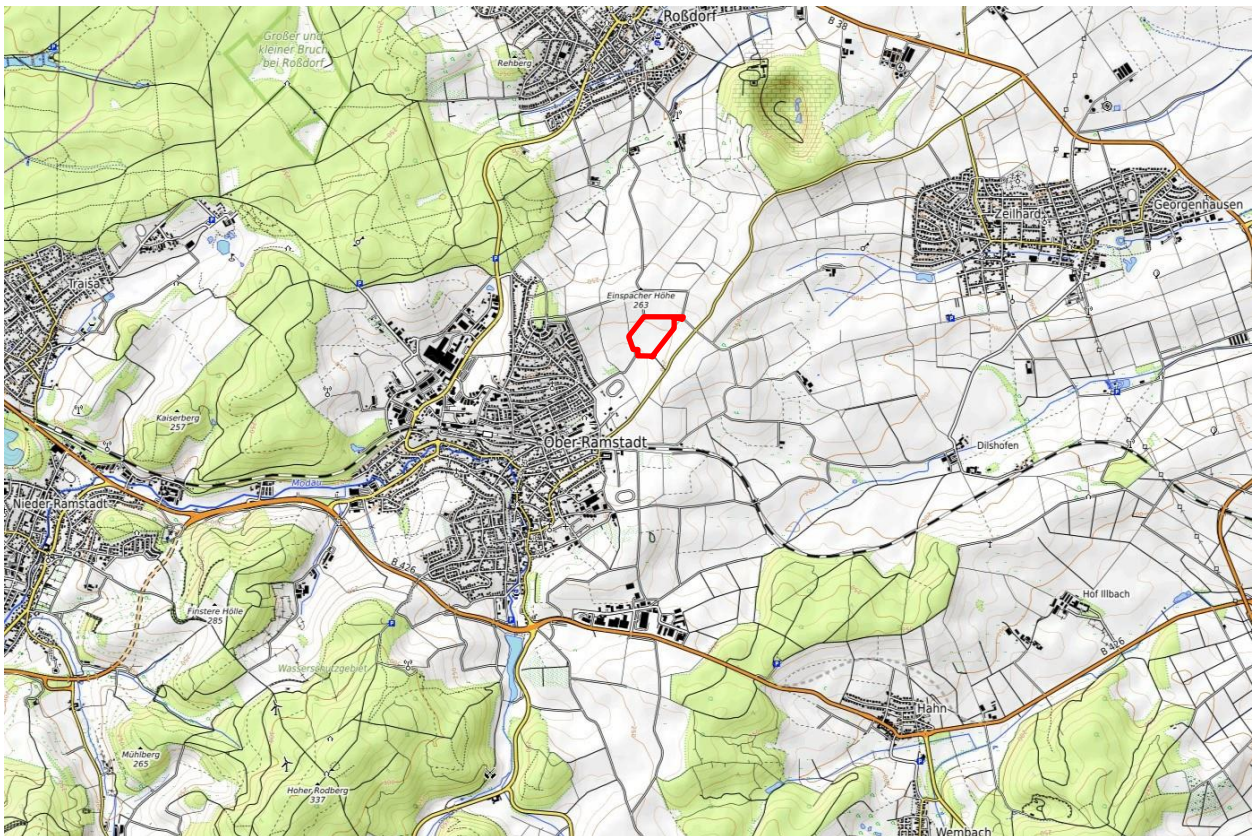 Roßdorf
B 38
Großer und
kleiner Bruch
bei Roßdorf
Rehberg
Zeilhard
Georgenhausen
Traisa
Einspacher Höhe
263
Kaiserberg
257
Ober-Ramstadt
Dilshofen
Modau
Nieder-Ramstadt
B 426
Hof Illbach
Finstere Hölle
285
B 426
Wasserschutzgebiet
Hahn
Mühlberg
265
Hoher Rodberg
337
Wembach